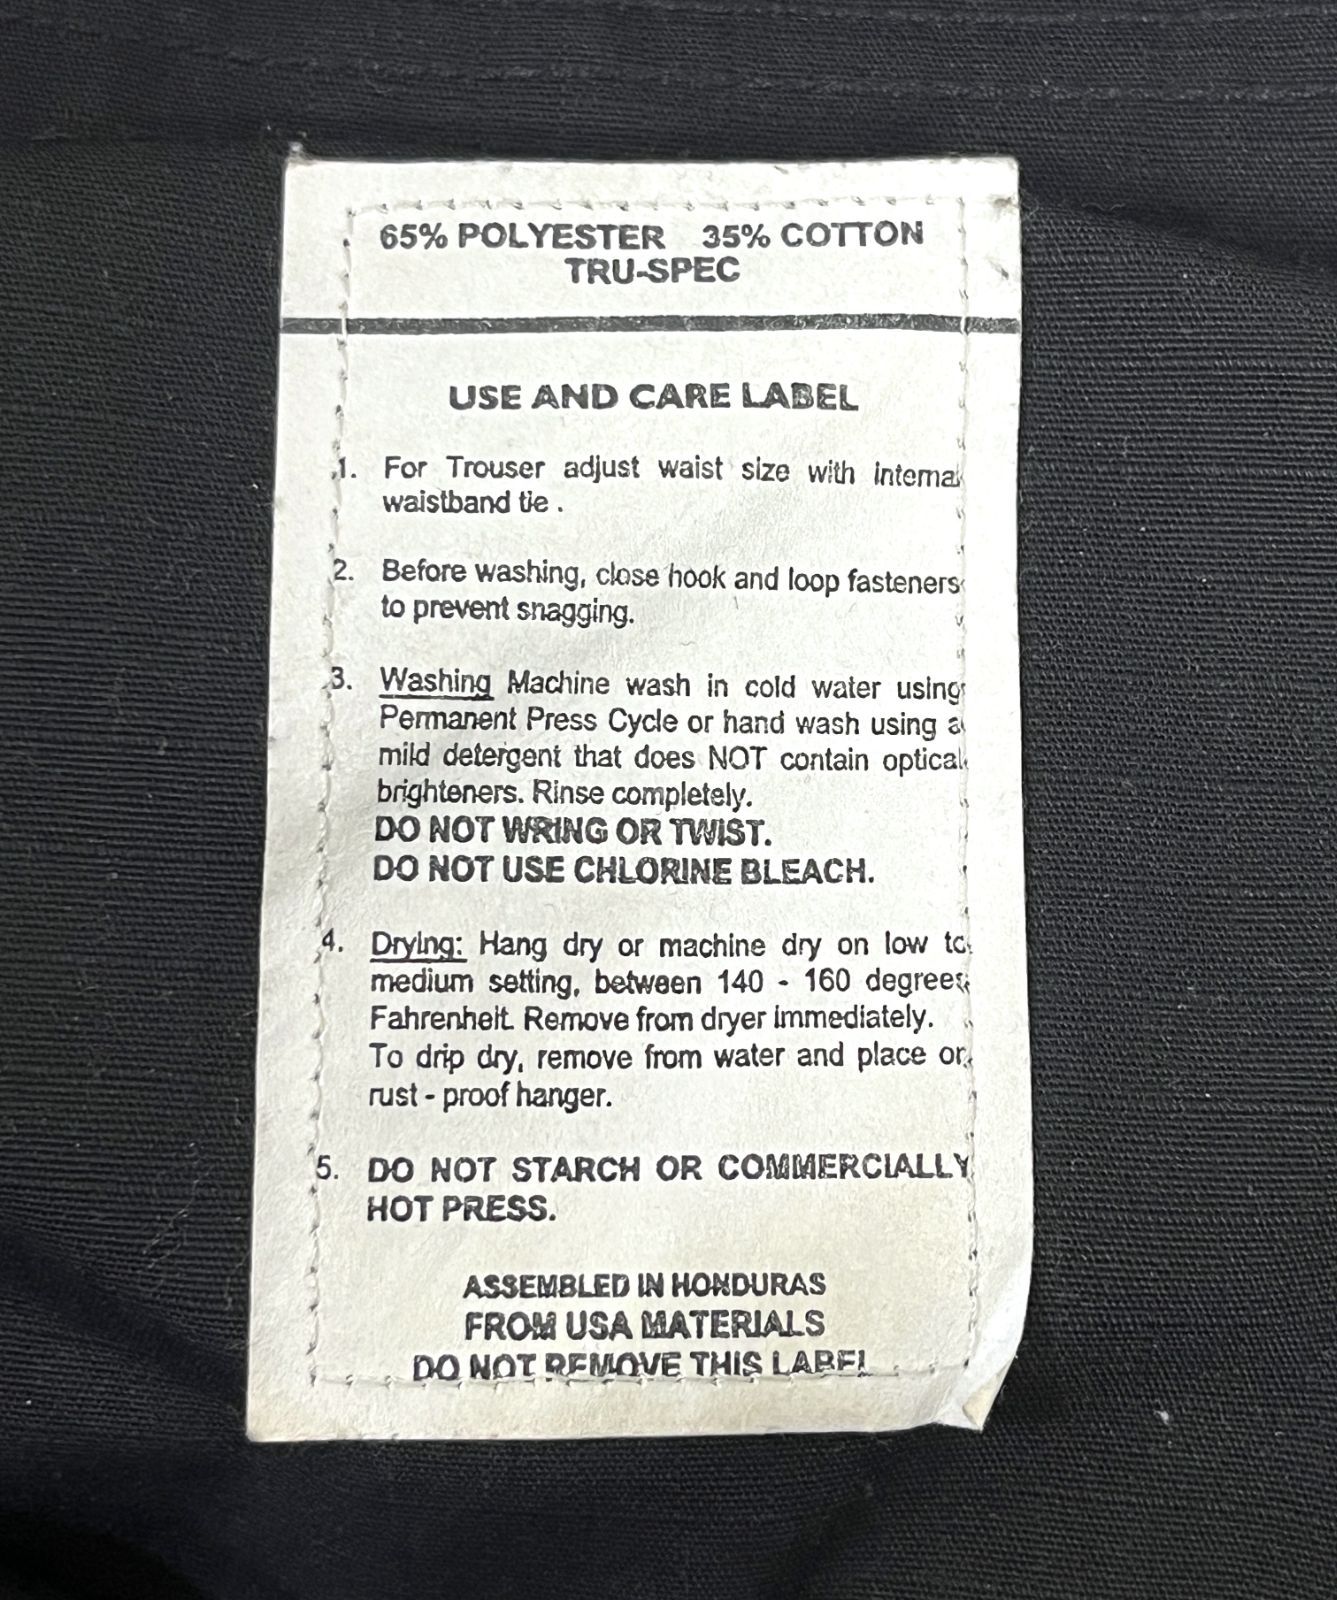 65% POLYESTER 35% COTTON
TRU-SPEC
USE AND CARE LABEL
1. For Trouser adjust waist size with internal
waistband tie .
2. Before washing, close hook and loop fasteners
to prevent snagging.
3. Washing Machine wash in cold water using
Permanent Press Cycle or hand wash using a
mild detergent that does NOT contain optical
brighteners. Rinse completely.
DO NOT WRING OR TWIST.
DO NOT USE CHLORINE BLEACH.
4. Drying: Hang dry or machine dry on low to
medium setting, between 140 - 160 degrees
Fahrenheit. Remove from dryer immediately.
To drip dry, remove from water and place on
rust - proof hanger.
5. DO NOT STARCH OR COMMERCIALLY
HOT PRESS.
ASSEMBLED IN HONDURAS
FROM USA MATERIALS
DO NOT REMOVE THIS LABEL